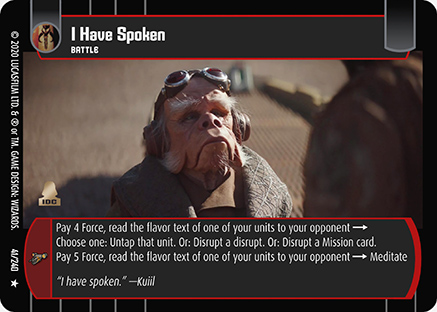 I Have Spoken
BATTLE
© 2020 LUCASFILM LTD. & ® or TM. GAME DESIGN: WIZARDS.
IDC
Pay 4 Force, read the flavor text of one of your units to your opponent →
Choose one: Untap that unit. Or: Disrupt a disrupt. Or: Disrupt a Mission card.
Pay 5 Force, read the flavor text of one of your units to your opponent → Meditate
"I have spoken." —Kuiil
41/240 ★